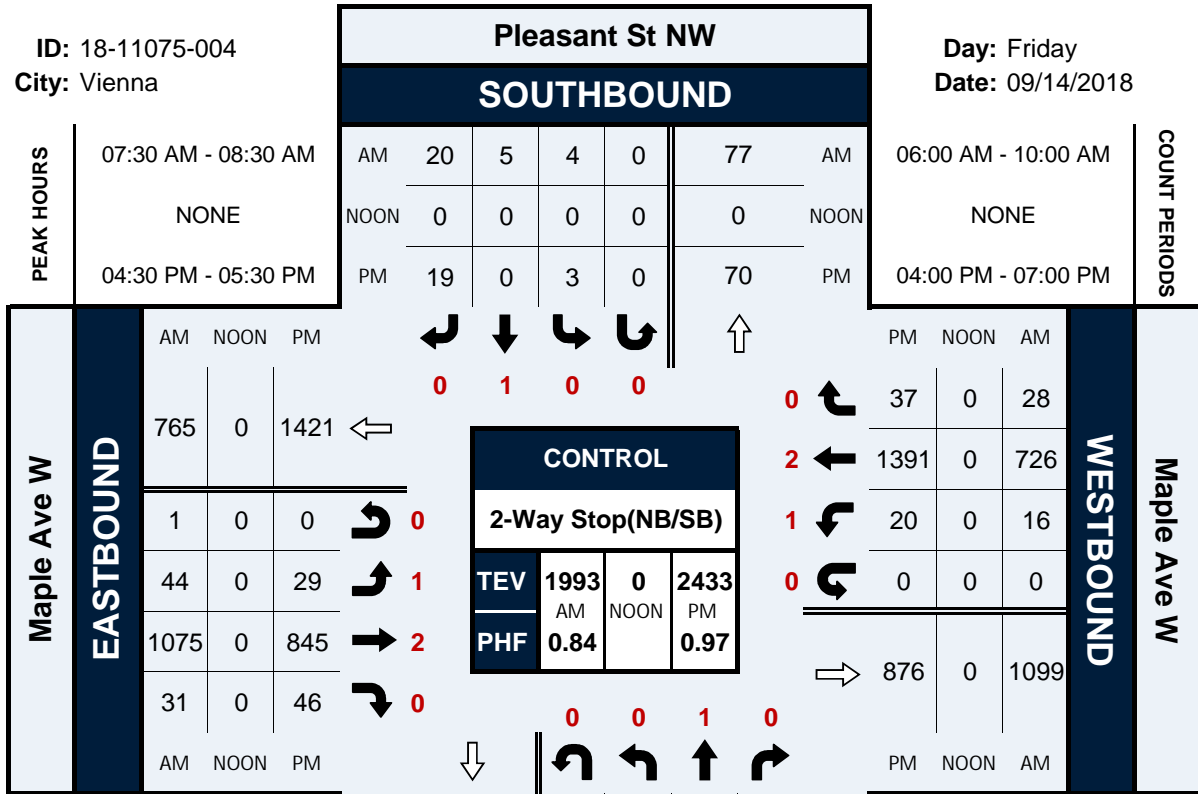 ID: 18-11075-004
City: Vienna
Pleasant St NW
SOUTHBOUND
Day: Friday
Date: 09/14/2018
PEAK HOURS
07:30 AM - 08:30 AM
NONE
04:30 PM - 05:30 PM
AM 20 5 4 0 77 AM
NOON 0 0 0 0 0 NOON
PM 19 0 3 0 70 PM
06:00 AM - 10:00 AM
NONE
04:00 PM - 07:00 PM
COUNT PERIODS
0 1 0 0
Maple Ave W
EASTBOUND
AM NOON PM
765 0 1421
1 0 0 0
44 0 29 1
1075 0 845 2
31 0 46 0
AM NOON PM
CONTROL
2-Way Stop(NB/SB)
TEV 1993 0 2433
AM NOON PM
PHF 0.84 0.97
PM NOON AM
0 37 0 28
2 1391 0 726
1 20 0 16
0 0 0 0
876 0 1099
PM NOON AM
WESTBOUND
Maple Ave W
0 0 1 0